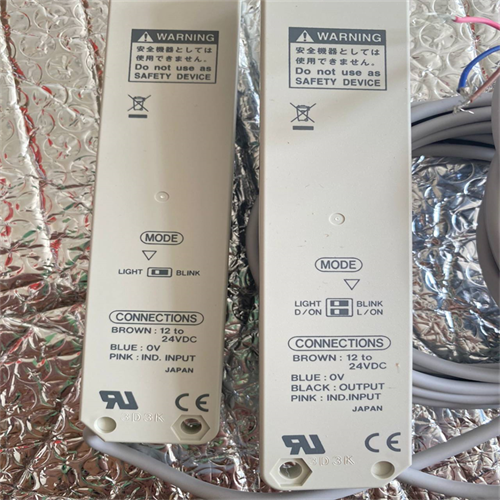 WARNING
安全機器としては
使用できません。
Do not use as
SAFETY DEVICE
MODE
LIGHT BLINK
CONNECTIONS
BROWN : 12 to
24VDC
BLUE : 0V
PINK : IND. INPUT
JAPAN
CE
WARNING
安全機器としては
使用できません。
Do not use as
SAFETY DEVICE
MODE
LIGHT BLINK
D/ON L/ON
CONNECTIONS
BROWN : 12 to
24VDC
BLUE : 0V
BLACK : OUTPUT
PINK : IND.INPUT
JAPAN
CE